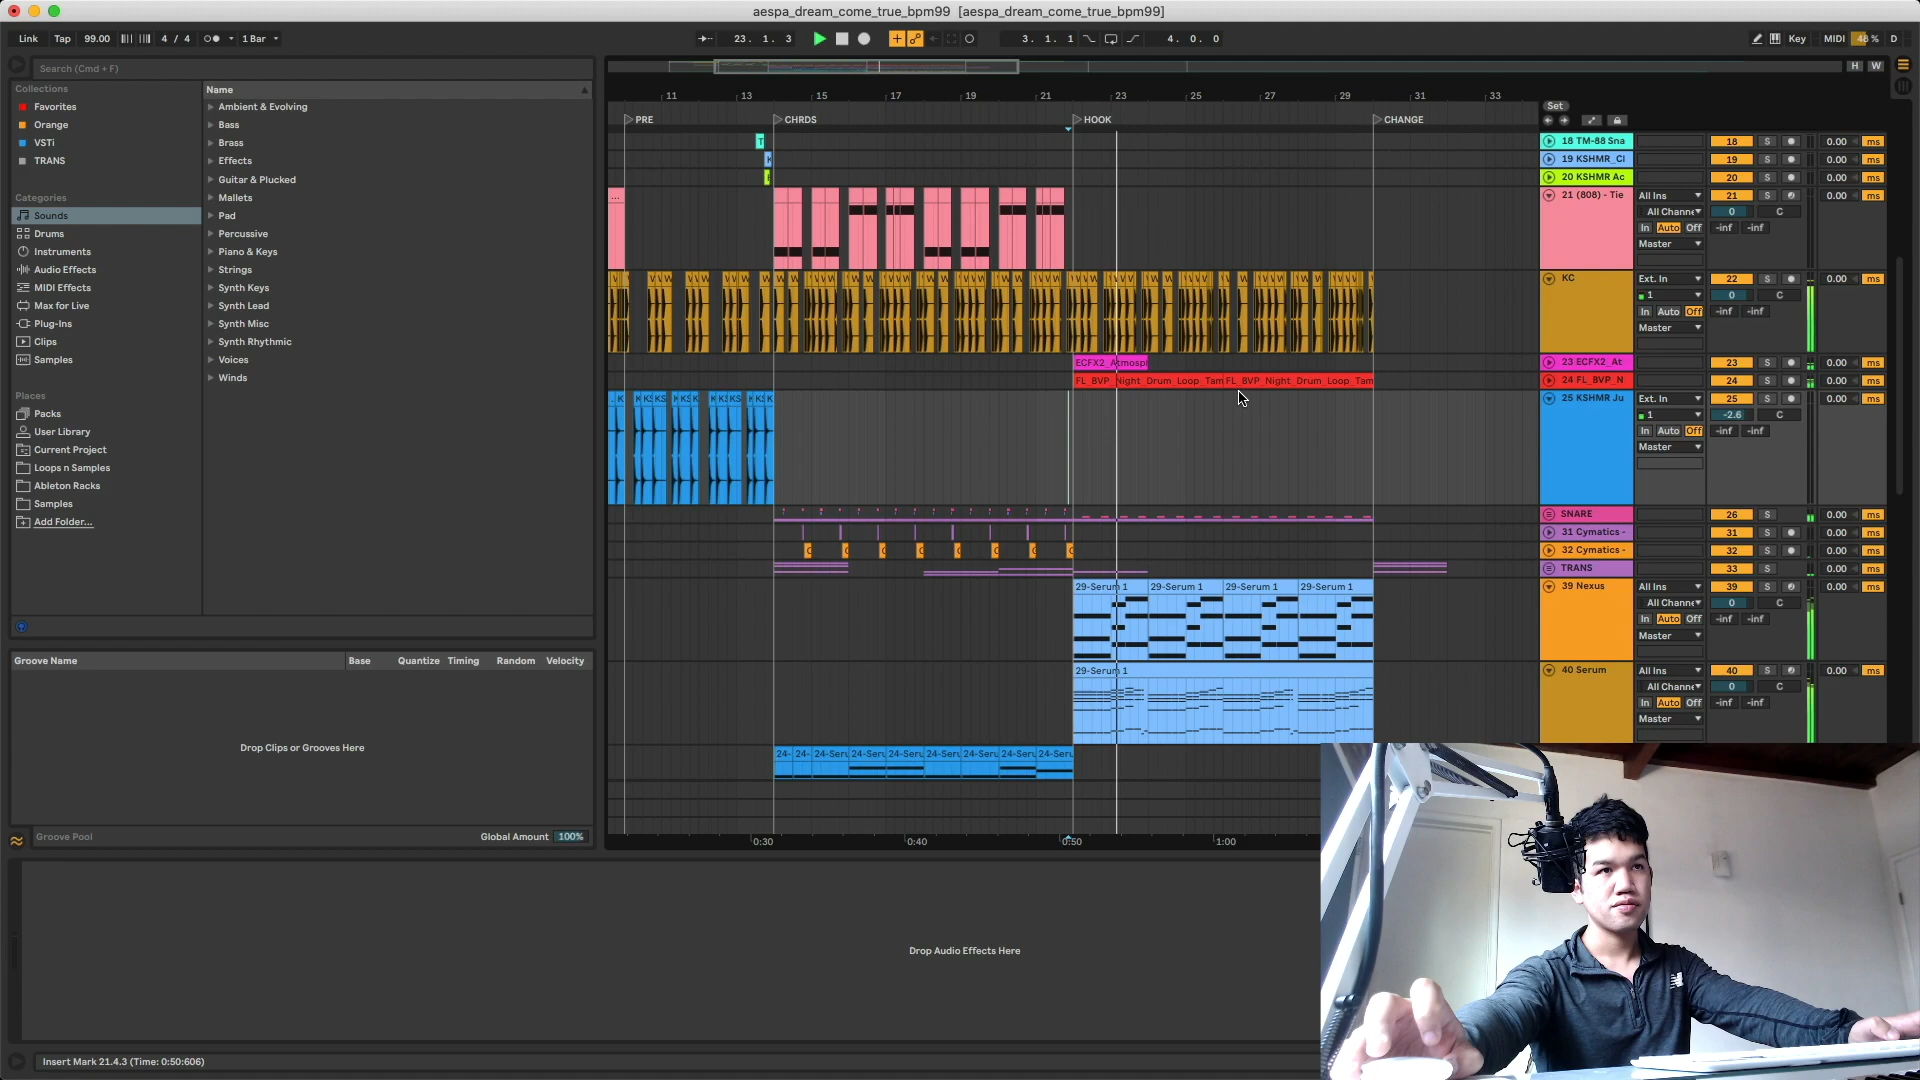 aespa_dream_come_true_bpm99 [aespa_dream_come_true_bpm99]
Link Tap 99.00 4 / 4 1 Bar 23. 1. 3 3. 1. 1 4. 0. 0 Key MIDI 48 % D
Search (Cmd + F)
H W
Collections
Favorites
Orange
VSTi
TRANS
Categories
Sounds
Drums
Instruments
Audio Effects
MIDI Effects
Max for Live
Plug-Ins
Clips
Samples
Places
Packs
User Library
Current Project
Loops n Samples
Ableton Racks
Samples
Add Folder...
Name
Ambient & Evolving
Bass
Brass
Effects
Guitar & Plucked
Mallets
Pad
Percussive
Piano & Keys
Strings
Synth Keys
Synth Lead
Synth Misc
Synth Rhythmic
Voices
Winds
Groove Name Base Quantize Timing Random Velocity
Drop Clips or Grooves Here
Groove Pool Global Amount 100%
11 13 15 17 19 21 23 25 27 29 31 33
Set
PRE CHRDS HOOK CHANGE
18 TM-88 Sna 18 S 0.00 ms
19 KSHMR_Cl 19 S 0.00 ms
20 KSHMR Ac 20 S 0.00 ms
21 (808) - Tie All Ins 21 S 0.00 ms
All Channe 0 C
In Auto Off -inf -inf
Master
KC Ext. In 22 S 0.00 ms
1 0 C
In Auto Off -inf -inf
Master
ECFX2_Atmosph 23 ECFX2_At 23 S 0.00 ms
FL_BVP_Night_Drum_Loop_Tam FL_BVP_Night_Drum_Loop_Tam 24 FL_BVP_N 24 S 0.00 ms
25 KSHMR Ju Ext. In 25 S 0.00 ms
1 -2.6 C
In Auto Off -inf -inf
Master
SNARE 26 S 0.00 ms
31 Cymatics - 31 S 0.00 ms
32 Cymatics - 32 S 0.00 ms
TRANS 33 S 0.00 ms
29-Serum 1 29-Serum 1 29-Serum 1 29-Serum 1 39 Nexus All Ins 39 S 0.00 ms
All Channe 0 C
In Auto Off -inf -inf
Master
29-Serum 1 40 Serum All Ins 40 S 0.00 ms
All Channe 0 C
In Auto Off -inf -inf
Master
24- 24- 24-Seru 24-Seru 24-Seru 24-Seru 24-Seru 24-Seru 24-Seru
0:30 0:40 0:50 1:00
Drop Audio Effects Here
Insert Mark 21.4.3 (Time: 0:50:606)